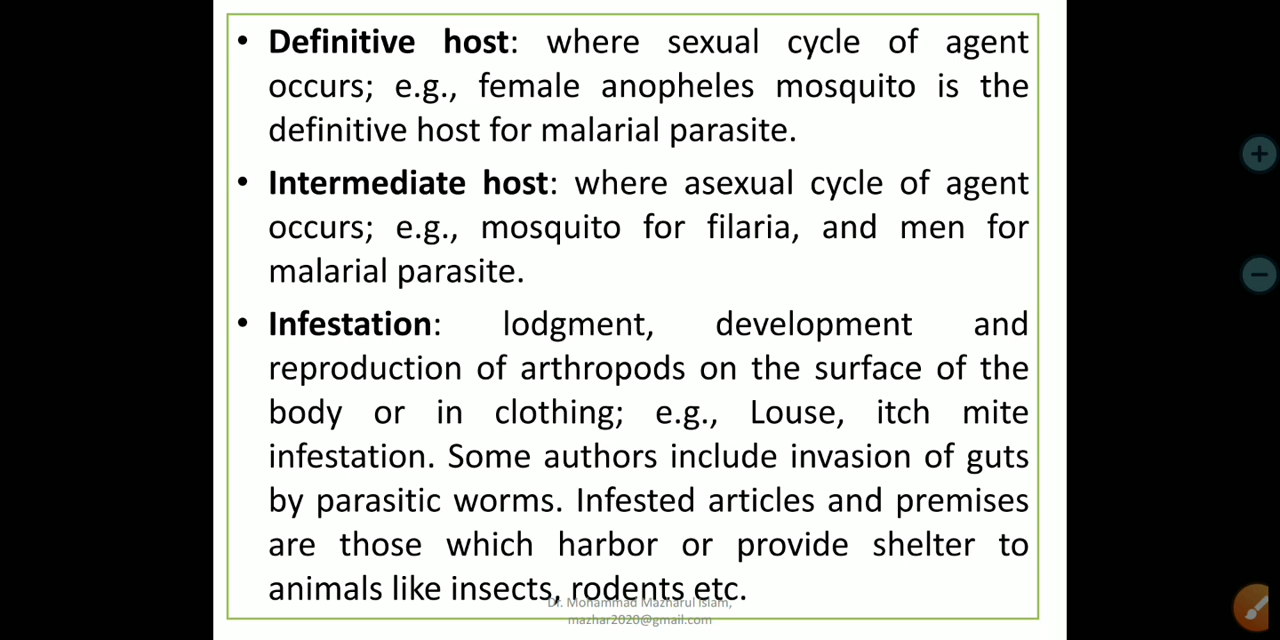 • Definitive host: where sexual cycle of agent
occurs; e.g., female anopheles mosquito is the
definitive host for malarial parasite.
• Intermediate host: where asexual cycle of agent
occurs; e.g., mosquito for filaria, and men for
malarial parasite.
• Infestation: lodgment, development and
reproduction of arthropods on the surface of the
body or in clothing; e.g., Louse, itch mite
infestation. Some authors include invasion of guts
by parasitic worms. Infested articles and premises
are those which harbor or provide shelter to
animals like insects, rodents etc.
Dr. Mohammad Mazharul Islam,
mazhar2020@gmail.com